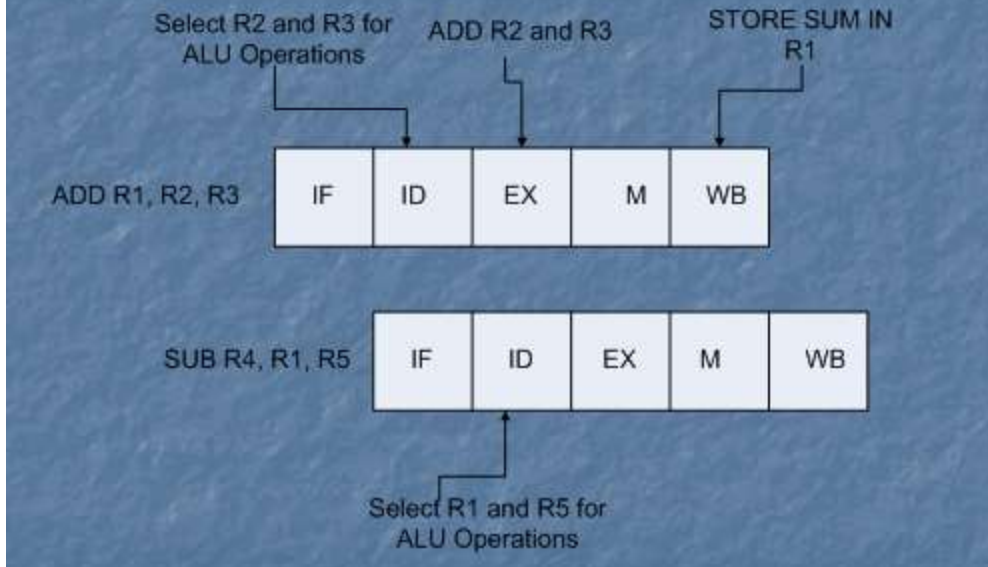 Select R2 and R3 for
ALU Operations
ADD R2 and R3
STORE SUM IN
R1
ADD R1, R2, R3
IF
ID
EX
M
WB
SUB R4, R1, R5
IF
ID
EX
M
WB
Select R1 and R5 for
ALU Operations